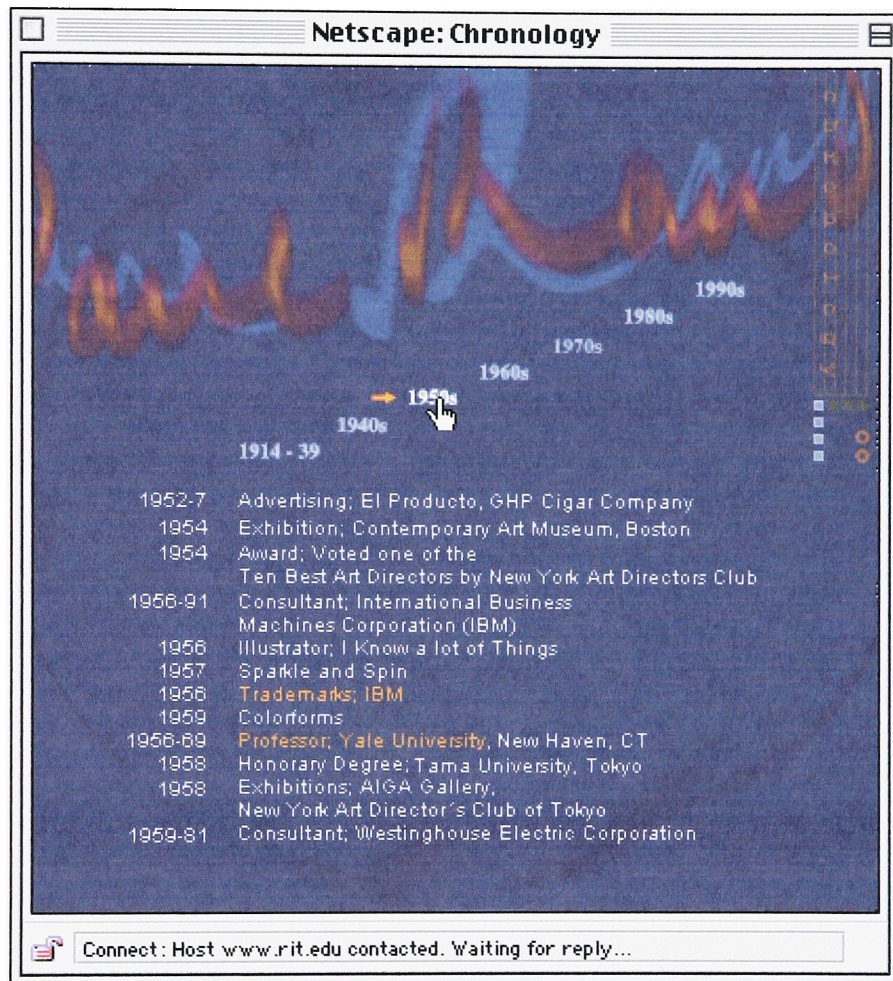 Netscape: Chronology
Paul Rand
chronology
1990s
1980s
1970s
1960s
1950s
1940s
1914 - 39
1952-7 Advertising; El Producto, GHP Cigar Company
1954 Exhibition; Contemporary Art Museum, Boston
1954 Award; Voted one of the
Ten Best Art Directors by New York Art Directors Club
1956-91 Consultant; International Business
Machines Corporation (IBM)
1956 Illustrator; I Know a lot of Things
1957 Sparkle and Spin
1956 Trademarks; IBM
1959 Colorforms
1956-69 Professor; Yale University, New Haven, CT
1958 Honorary Degree; Tama University, Tokyo
1958 Exhibitions; AIGA Gallery,
New York Art Director's Club of Tokyo
1959-81 Consultant; Westinghouse Electric Corporation
Connect: Host www.rit.edu contacted. Waiting for reply...